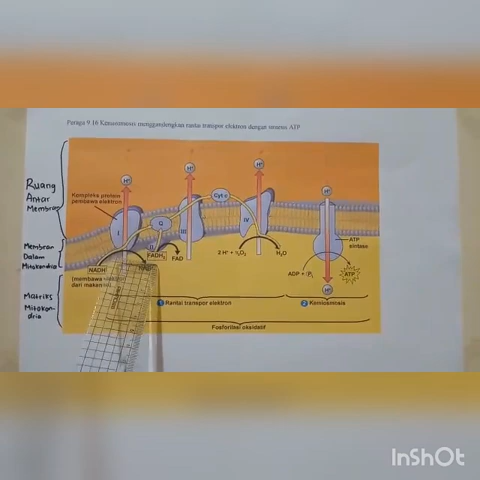 Peraga 9.16 Kemiosmosis menggandengkan rantai transpor elektron dengan sintesis ATP
Ruang
Antar
Membran
Membran
Dalam
Mitokondria
Matriks
Mitokon-
dria
H⁺
H⁺
H⁺
H⁺
Kompleks protein
pembawa elektron
Cyt c
Q
I
II
III
IV
FADH₂
FAD
NADH
(membawa elektron
dari makanan)
2 H⁺ + ½O₂
H₂O
ATP
sintase
ADP + Pᵢ
ATP
H⁺
1 Rantai transpor elektron
2 Kemiosmosis
Fosforilasi oksidatif
InShOt